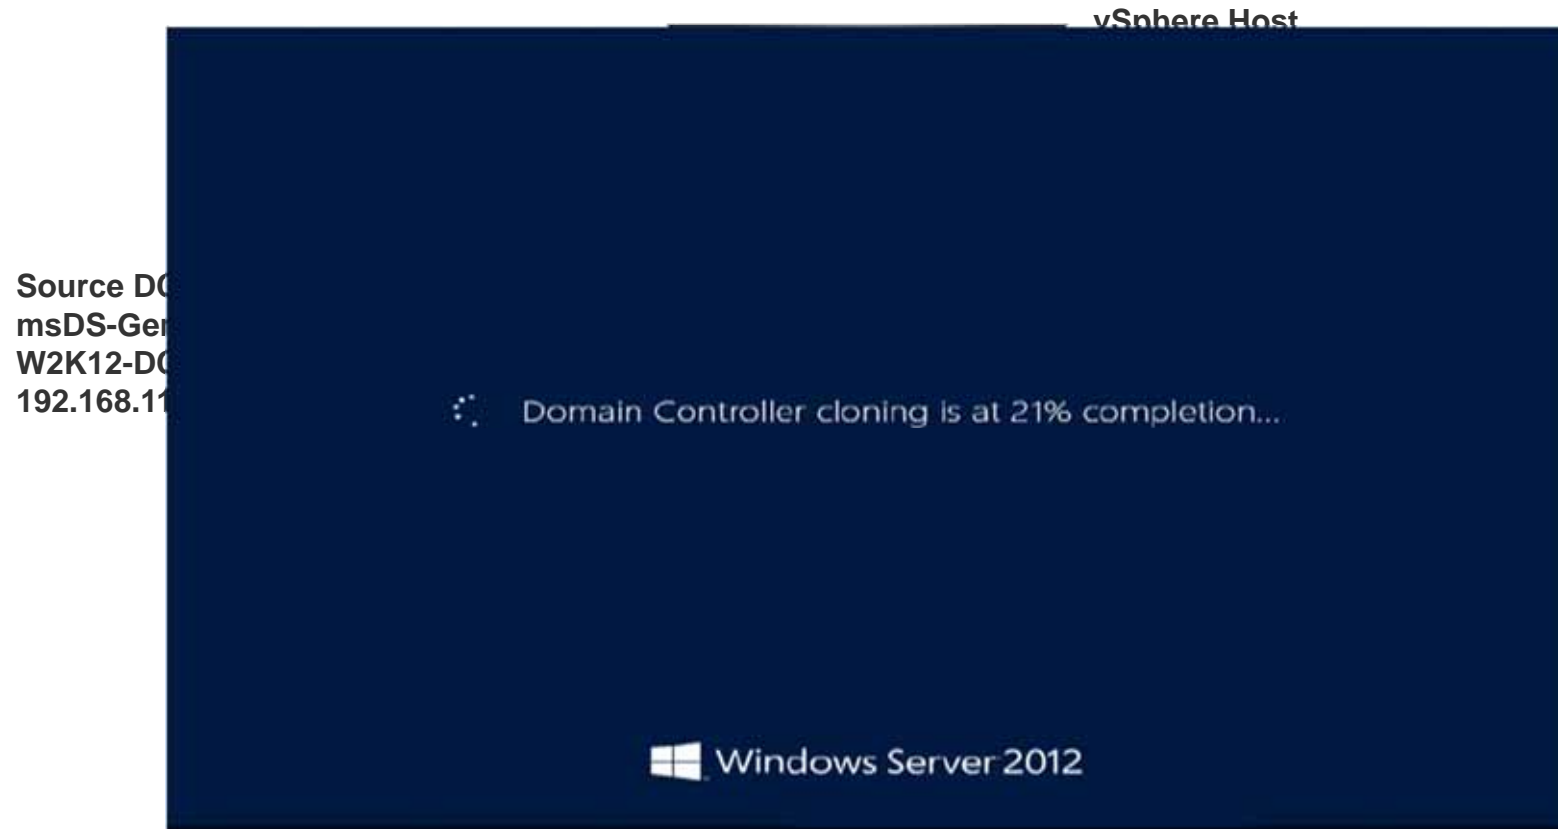 vSphere Host
Source DC
msDS-Gen
W2K12-DC
192.168.11
Domain Controller cloning is at 21% completion...
Windows Server 2012